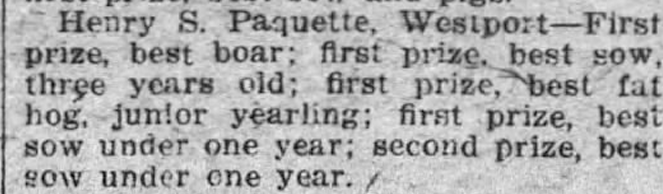 Henry S. Paquette, Westport—First
prize, best boar; first prize, best sow,
three years old; first prize, best fat
hog, junior yearling; first prize, best
sow under one year; second prize, best
sow under one year.